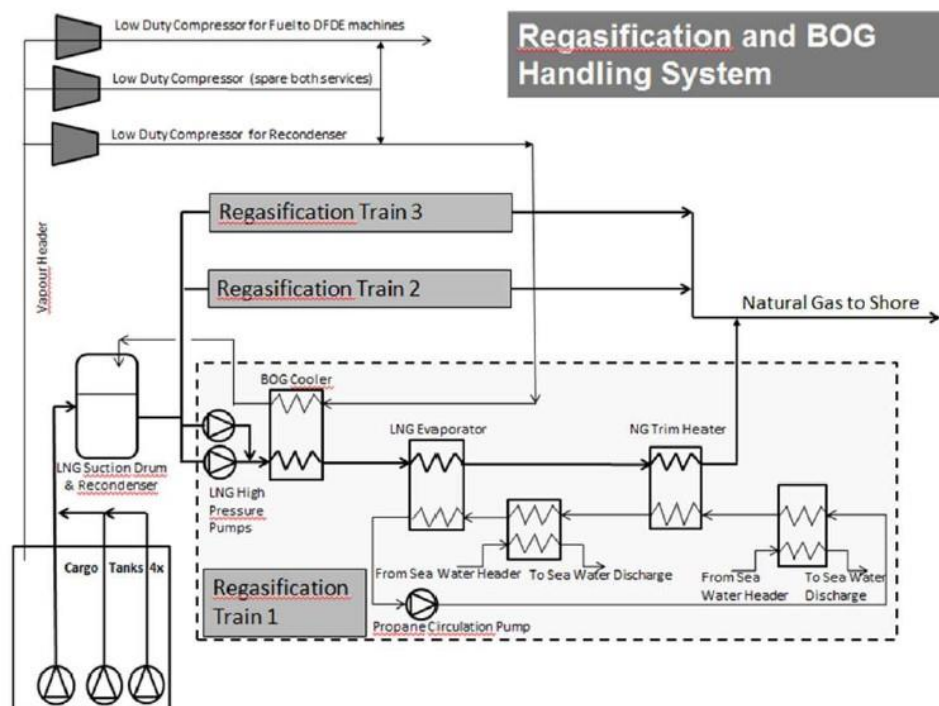 Regasification and BOG
Handling System
Low Duty Compressor for Fuel to DFDE machines
Low Duty Compressor (spare both services)
Low Duty Compressor for Recondenser
Vapour Header
Regasification Train 3
Regasification Train 2
Natural Gas to Shore
BOG Cooler
LNG Evaporator
NG Trim Heater
LNG Suction Drum
& Recondenser
LNG High
Pressure
Pumps
Cargo Tanks 4x
From Sea
Water Header
To Sea Water Discharge
From Sea
Water Header
To Sea Water
Discharge
Regasification
Train 1
Propane Circulation Pump